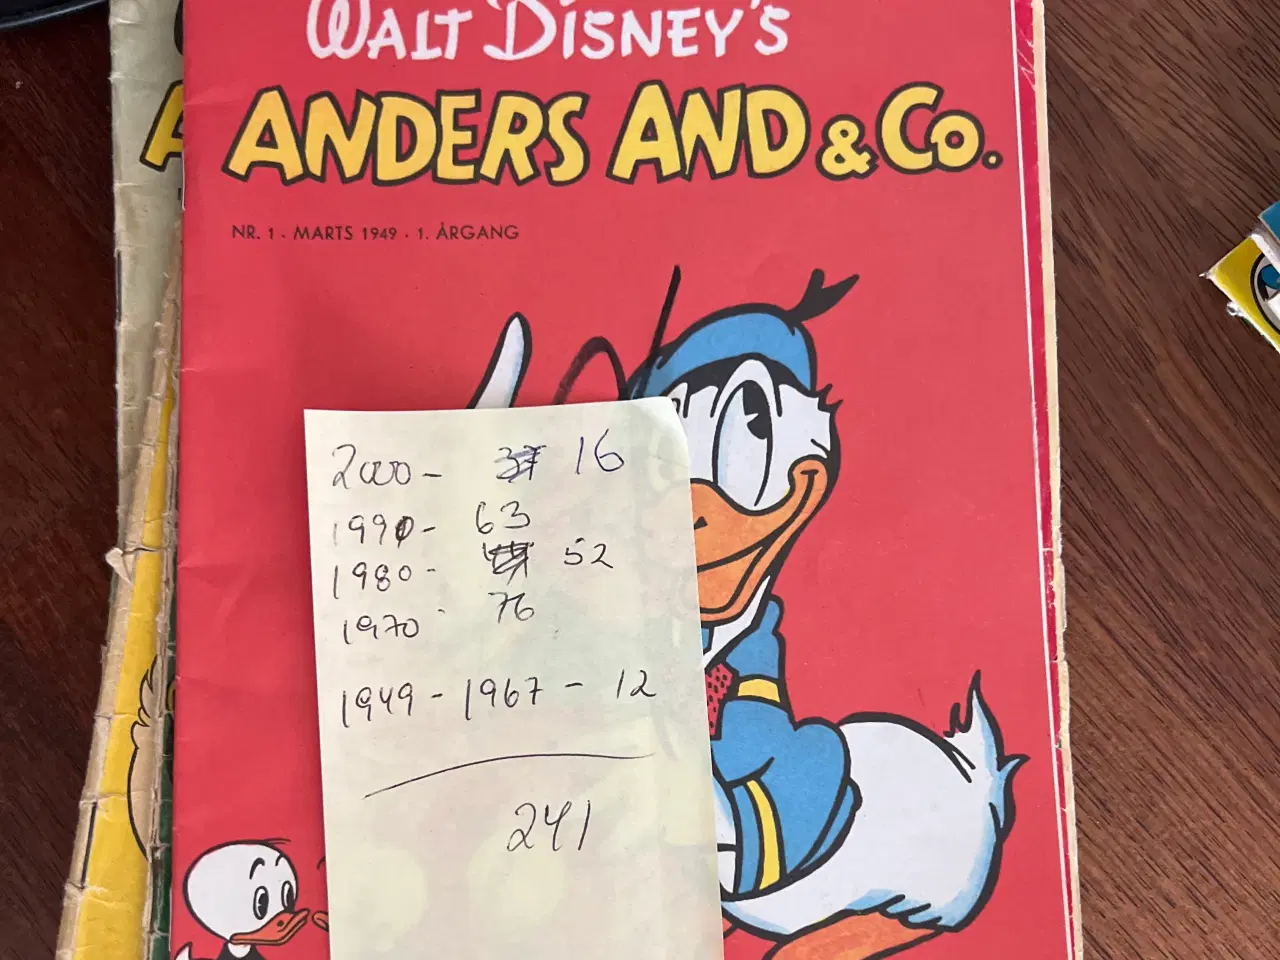 WALT DISNEY'S
ANDERS AND & Co.
NR. 1 · MARTS 1949 · 1. ÅRGANG
2000 - 16
1990 - 63
1980 - 52
1970 - 76
1949 - 1967 - 12
241